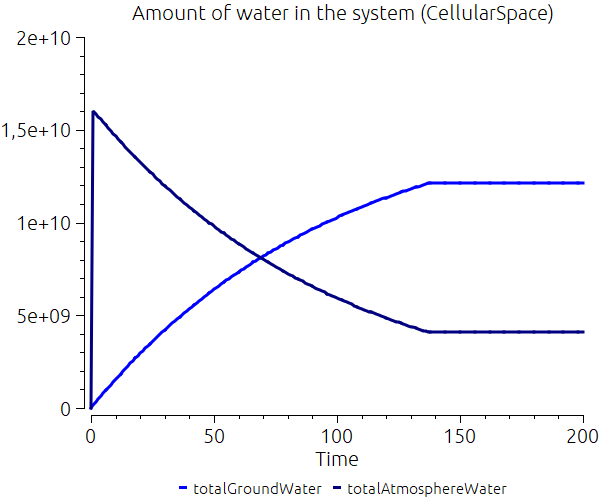 Amount of water in the system (CellularSpace)
2e+10
1,5e+10
1e+10
5e+09
0
0 50 100 150 200
Time
totalGroundWater totalAtmosphereWater